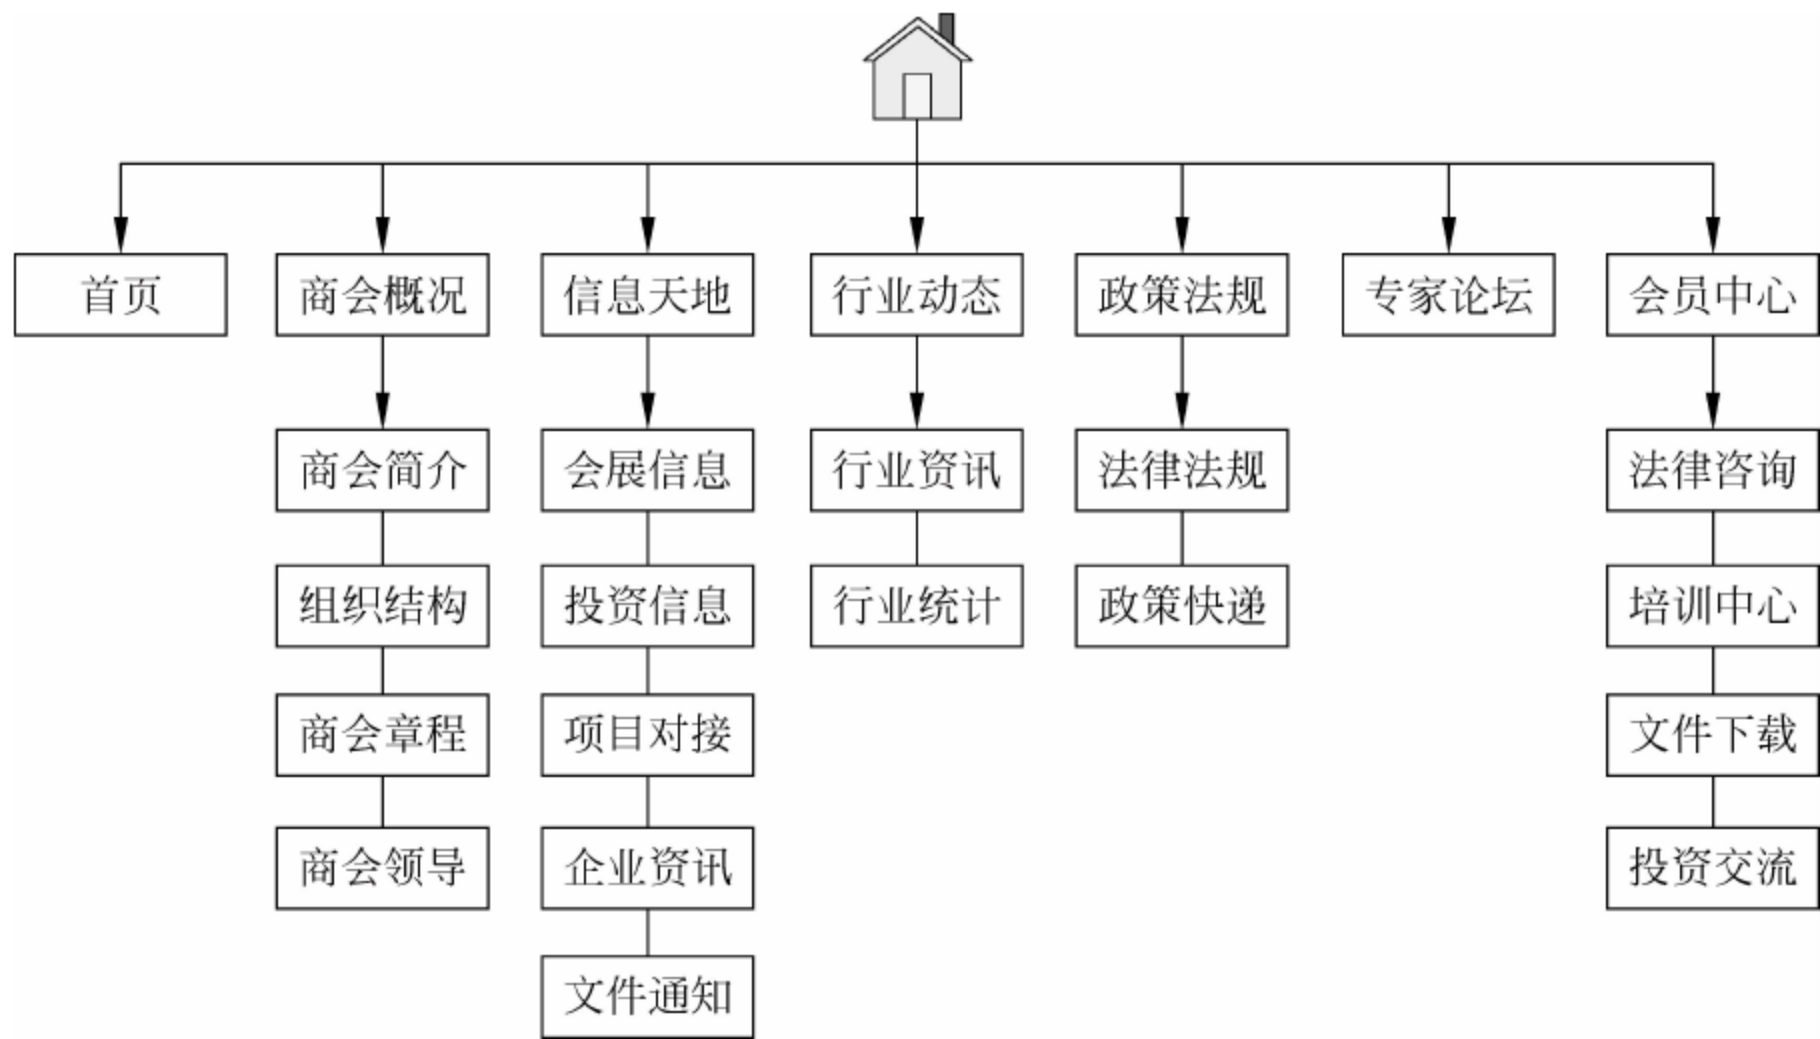 首页
商会概况
信息天地
行业动态
政策法规
专家论坛
会员中心
商会简介
会展信息
行业资讯
法律法规
法律咨询
组织结构
投资信息
行业统计
政策快递
培训中心
商会章程
项目对接
文件下载
商会领导
企业资讯
投资交流
文件通知